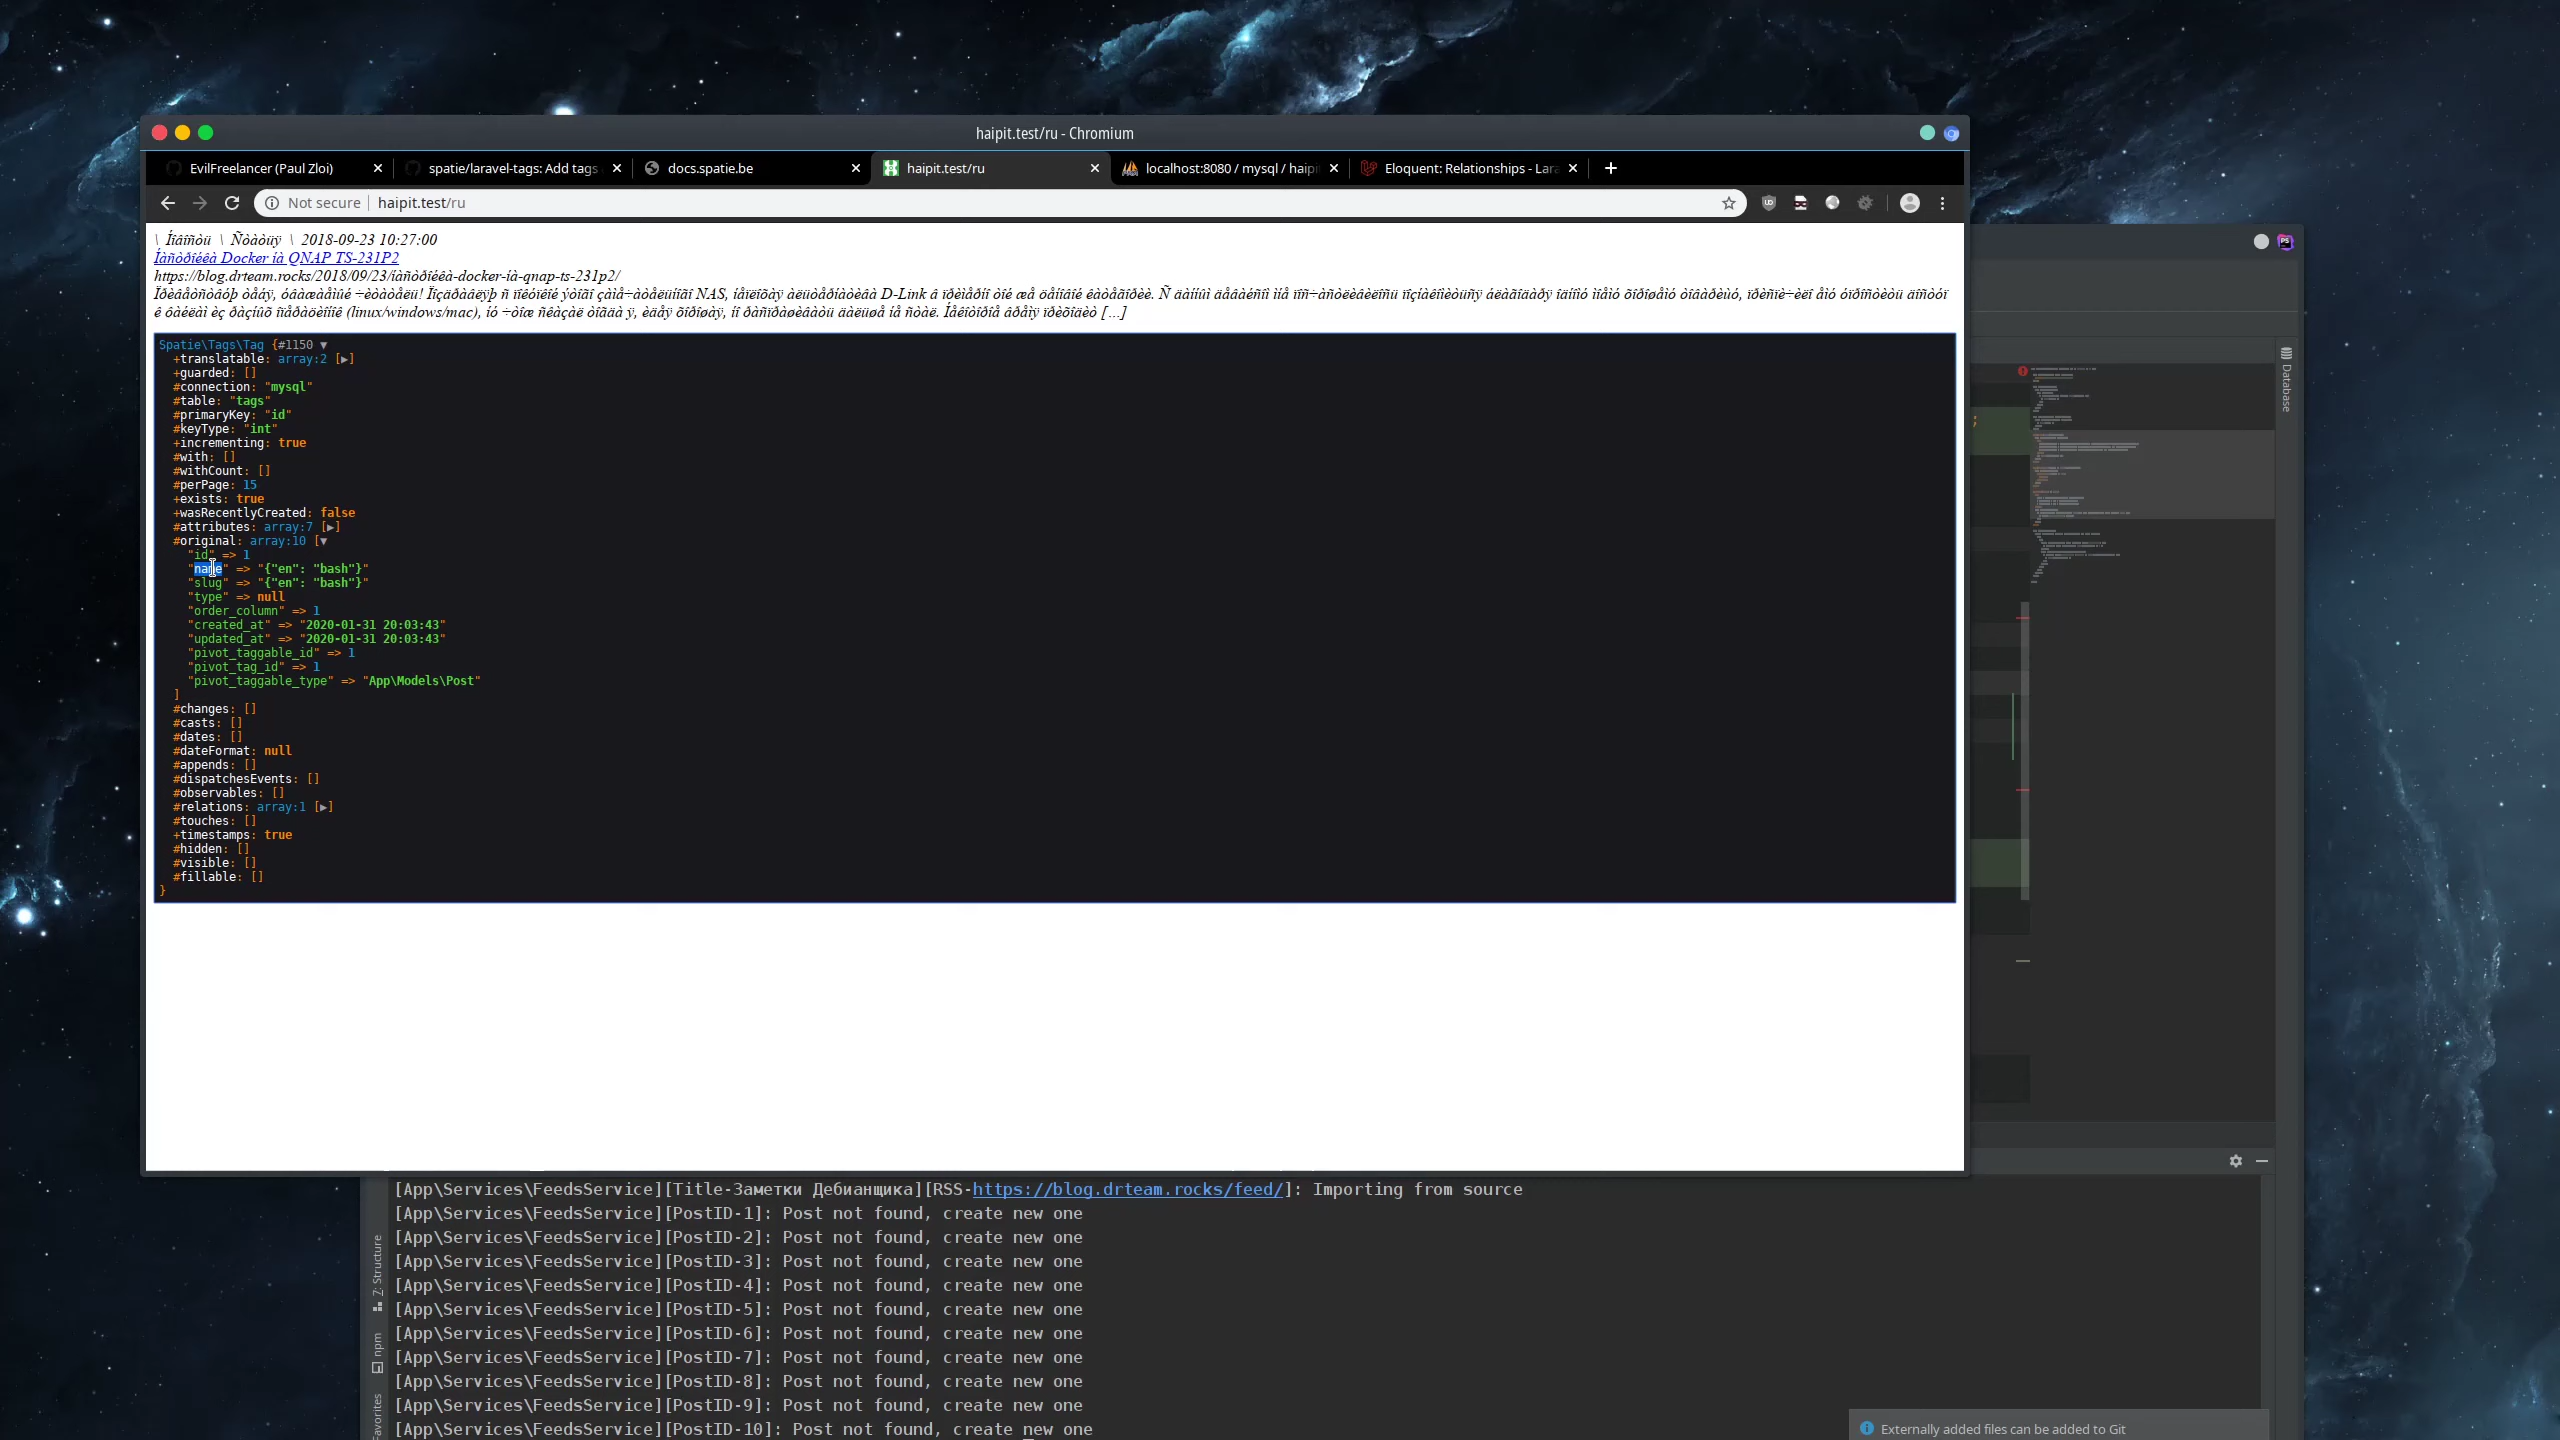 haipit.test/ru - Chromium
EvilFreelancer (Paul Zloi)
spatie/laravel-tags: Add tags
docs.spatie.be
haipit.test/ru
localhost:8080 / mysql / haipi
Eloquent: Relationships - Lara
Not secure
haipit.test/ru
\ Íîâîñòü \ Ñòàòüÿ \ 2018-09-23 10:27:00
Íàñòðîéêà Docker íà QNAP TS-231P2
https://blog.drteam.rocks/2018/09/23/íàñòðîéêà-docker-íà-qnap-ts-231p2/
Spatie\Tags\Tag {#1150 ▼
+translatable: array:2 [▶]
+guarded: []
#connection: "mysql"
#table: "tags"
#primaryKey: "id"
#keyType: "int"
+incrementing: true
#with: []
#withCount: []
#perPage: 15
+exists: true
+wasRecentlyCreated: false
#attributes: array:7 [▶]
#original: array:10 [▼
"id" => 1
"name" => "{"en": "bash"}"
"slug" => "{"en": "bash"}"
"type" => null
"order_column" => 1
"created_at" => "2020-01-31 20:03:43"
"updated_at" => "2020-01-31 20:03:43"
"pivot_taggable_id" => 1
"pivot_tag_id" => 1
"pivot_taggable_type" => "App\Models\Post"
]
#changes: []
#casts: []
#dates: []
#dateFormat: null
#appends: []
#dispatchesEvents: []
#observables: []
#relations: array:1 [▶]
#touches: []
+timestamps: true
#hidden: []
#visible: []
#fillable: []
}
Database
[App\Services\FeedsService][Title-Заметки Дебианщика][RSS-https://blog.drteam.rocks/feed/]: Importing from source
[App\Services\FeedsService][PostID-1]: Post not found, create new one
[App\Services\FeedsService][PostID-2]: Post not found, create new one
[App\Services\FeedsService][PostID-3]: Post not found, create new one
[App\Services\FeedsService][PostID-4]: Post not found, create new one
[App\Services\FeedsService][PostID-5]: Post not found, create new one
[App\Services\FeedsService][PostID-6]: Post not found, create new one
[App\Services\FeedsService][PostID-7]: Post not found, create new one
[App\Services\FeedsService][PostID-8]: Post not found, create new one
[App\Services\FeedsService][PostID-9]: Post not found, create new one
[App\Services\FeedsService][PostID-10]: Post not found, create new one
7: Structure
npm
Favorites
Externally added files can be added to Git